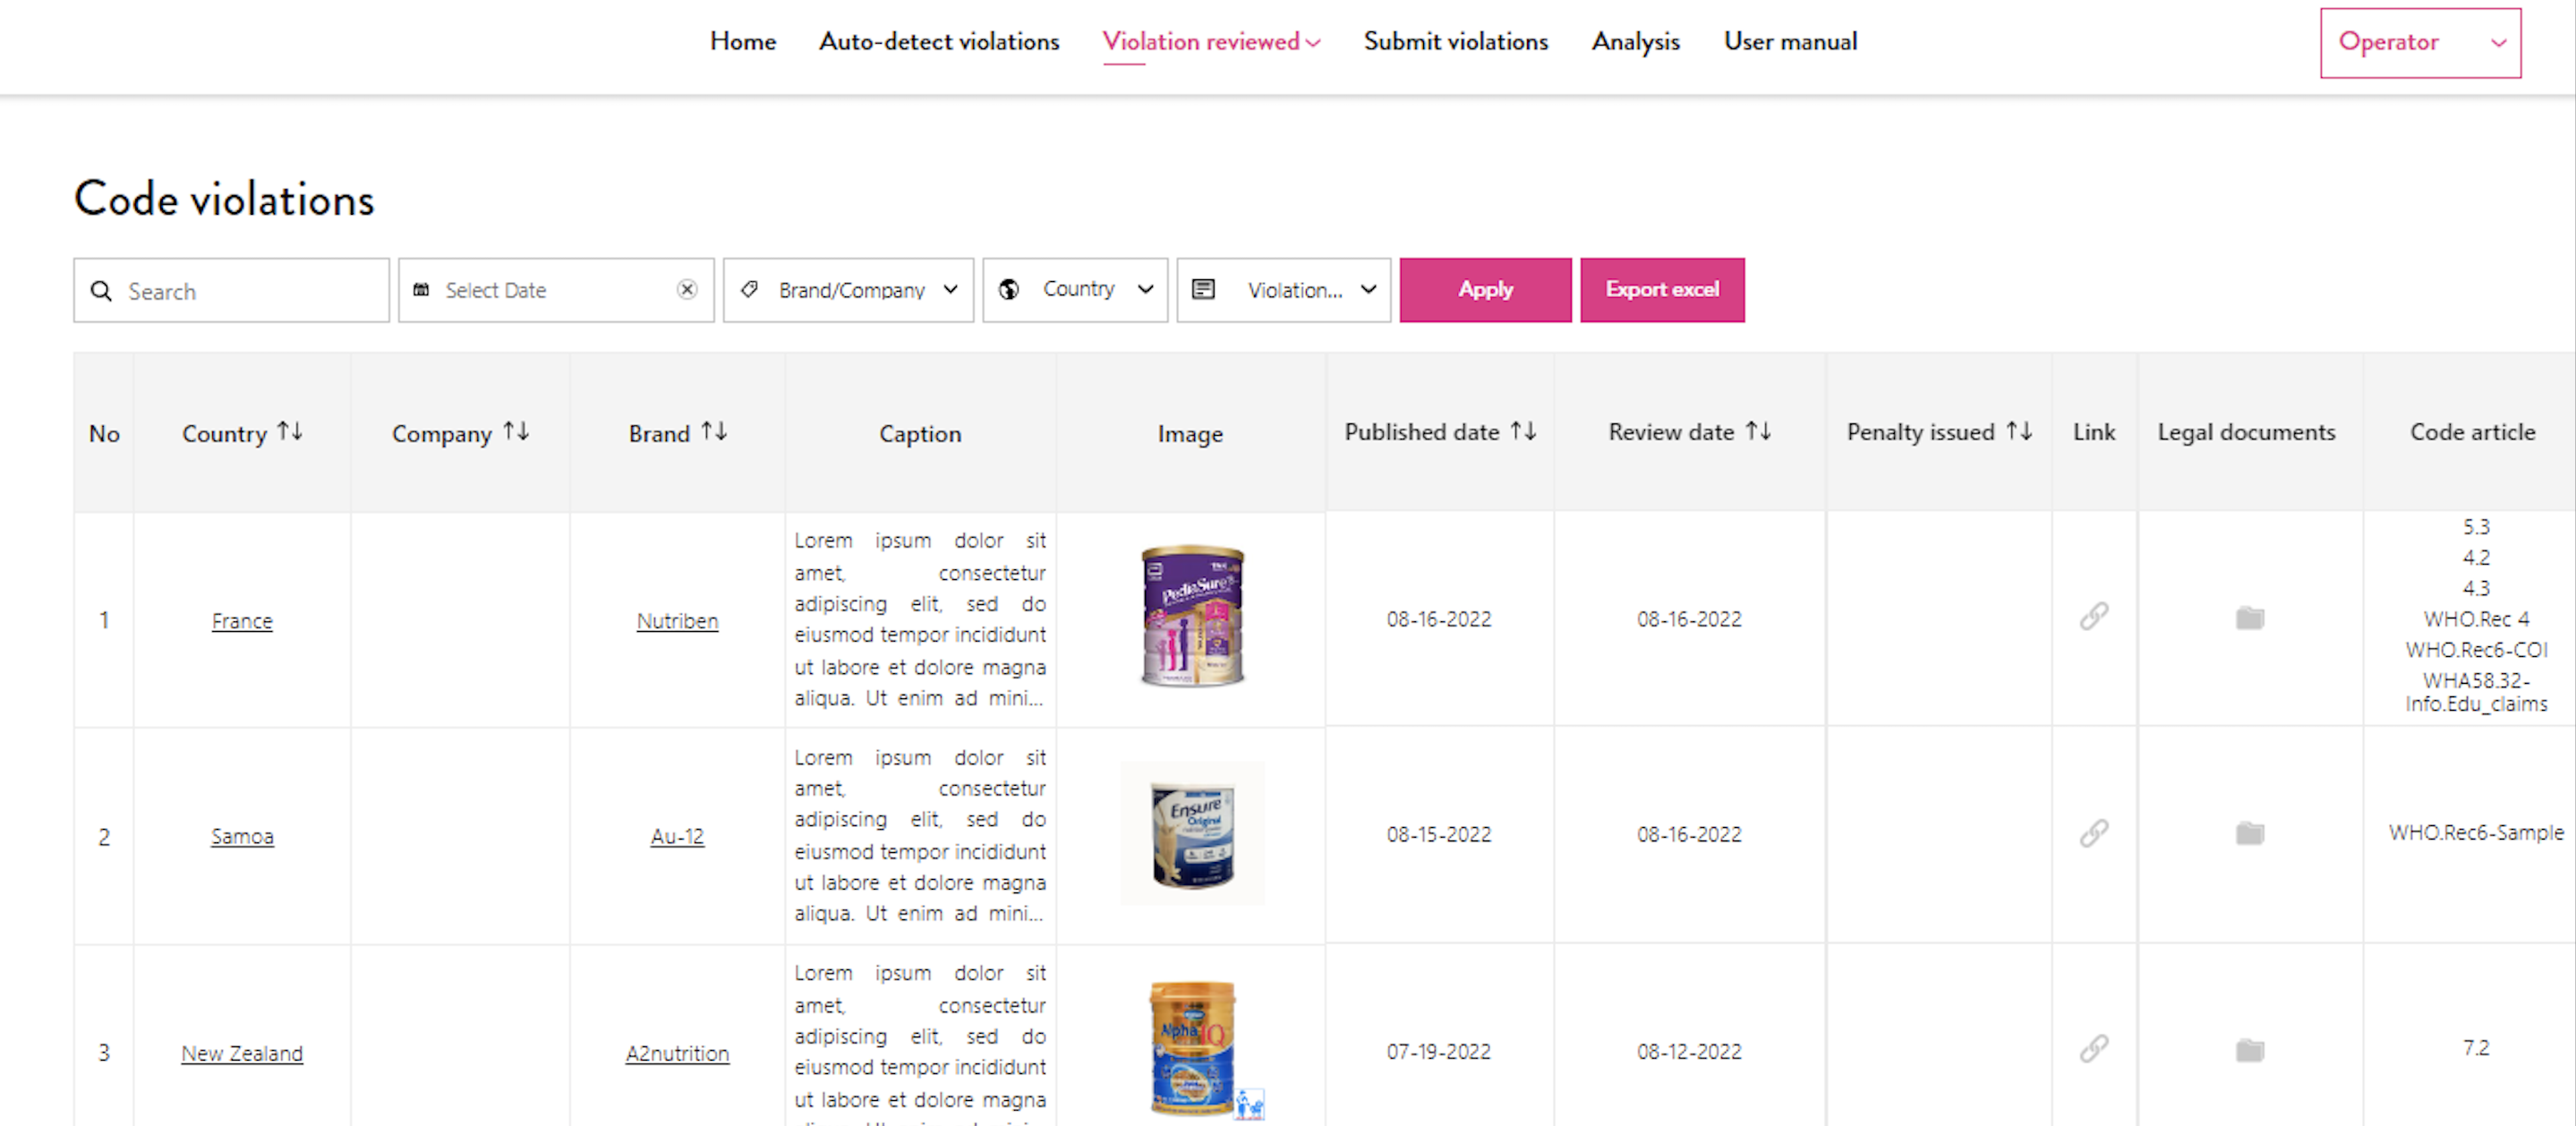 Home Auto-detect violations Violation reviewed Submit violations Analysis User manual Operator
Code violations
Search Select Date Brand/Company Country Violation... Apply Export excel
No Country ↑↓ Company ↑↓ Brand ↑↓ Caption Image Published date ↑↓ Review date ↑↓ Penalty issued ↑↓ Link Legal documents Code article
1 France Nutriben
Lorem ipsum dolor sit
amet, consectetur
adipiscing elit, sed do
eiusmod tempor incididunt
ut labore et dolore magna
aliqua. Ut enim ad mini...
PediaSure
08-16-2022 08-16-2022
5.3
4.2
4.3
WHO.Rec 4
WHO.Rec6-COI
WHA58.32-
Info.Edu_claims
2 Samoa Au-12
Lorem ipsum dolor sit
amet, consectetur
adipiscing elit, sed do
eiusmod tempor incididunt
ut labore et dolore magna
aliqua. Ut enim ad mini...
Ensure
Original
08-15-2022 08-16-2022
WHO.Rec6-Sample
3 New Zealand A2nutrition
Lorem ipsum dolor sit
amet, consectetur
adipiscing elit, sed do
eiusmod tempor incididunt
ut labore et dolore magna
Alpha IQ
07-19-2022 08-12-2022
7.2